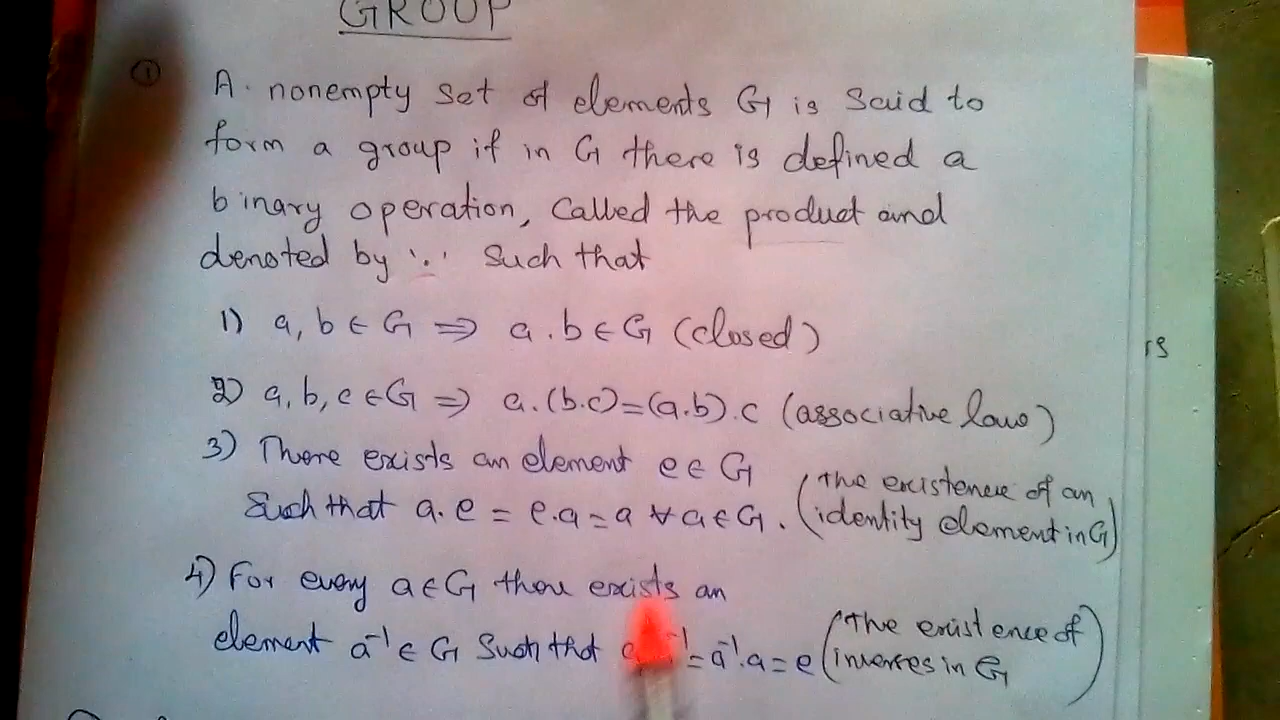 GROUP
① A nonempty set of elements G is said to
form a group if in G there is defined a
binary operation, called the product and
denoted by '.' such that
1) a, b ∈ G ⇒ a.b ∈ G (closed)
2) a, b, c ∈ G ⇒ a.(b.c)=(a.b).c (associative law)
3) There exists an element e ∈ G
Such that a.e = e.a = a ∀ a ∈ G. (The existence of an identity element in G)
4) For every a ∈ G there exists an
element a⁻¹ ∈ G Such that ⁻¹ = a⁻¹.a = e (The existence of inverses in G)
rs